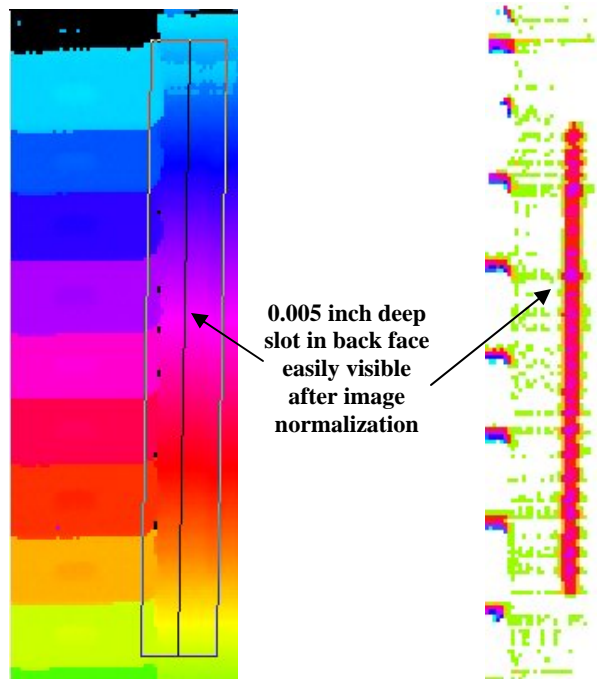 0.005 inch deep
slot in back face
easily visible
after image
normalization